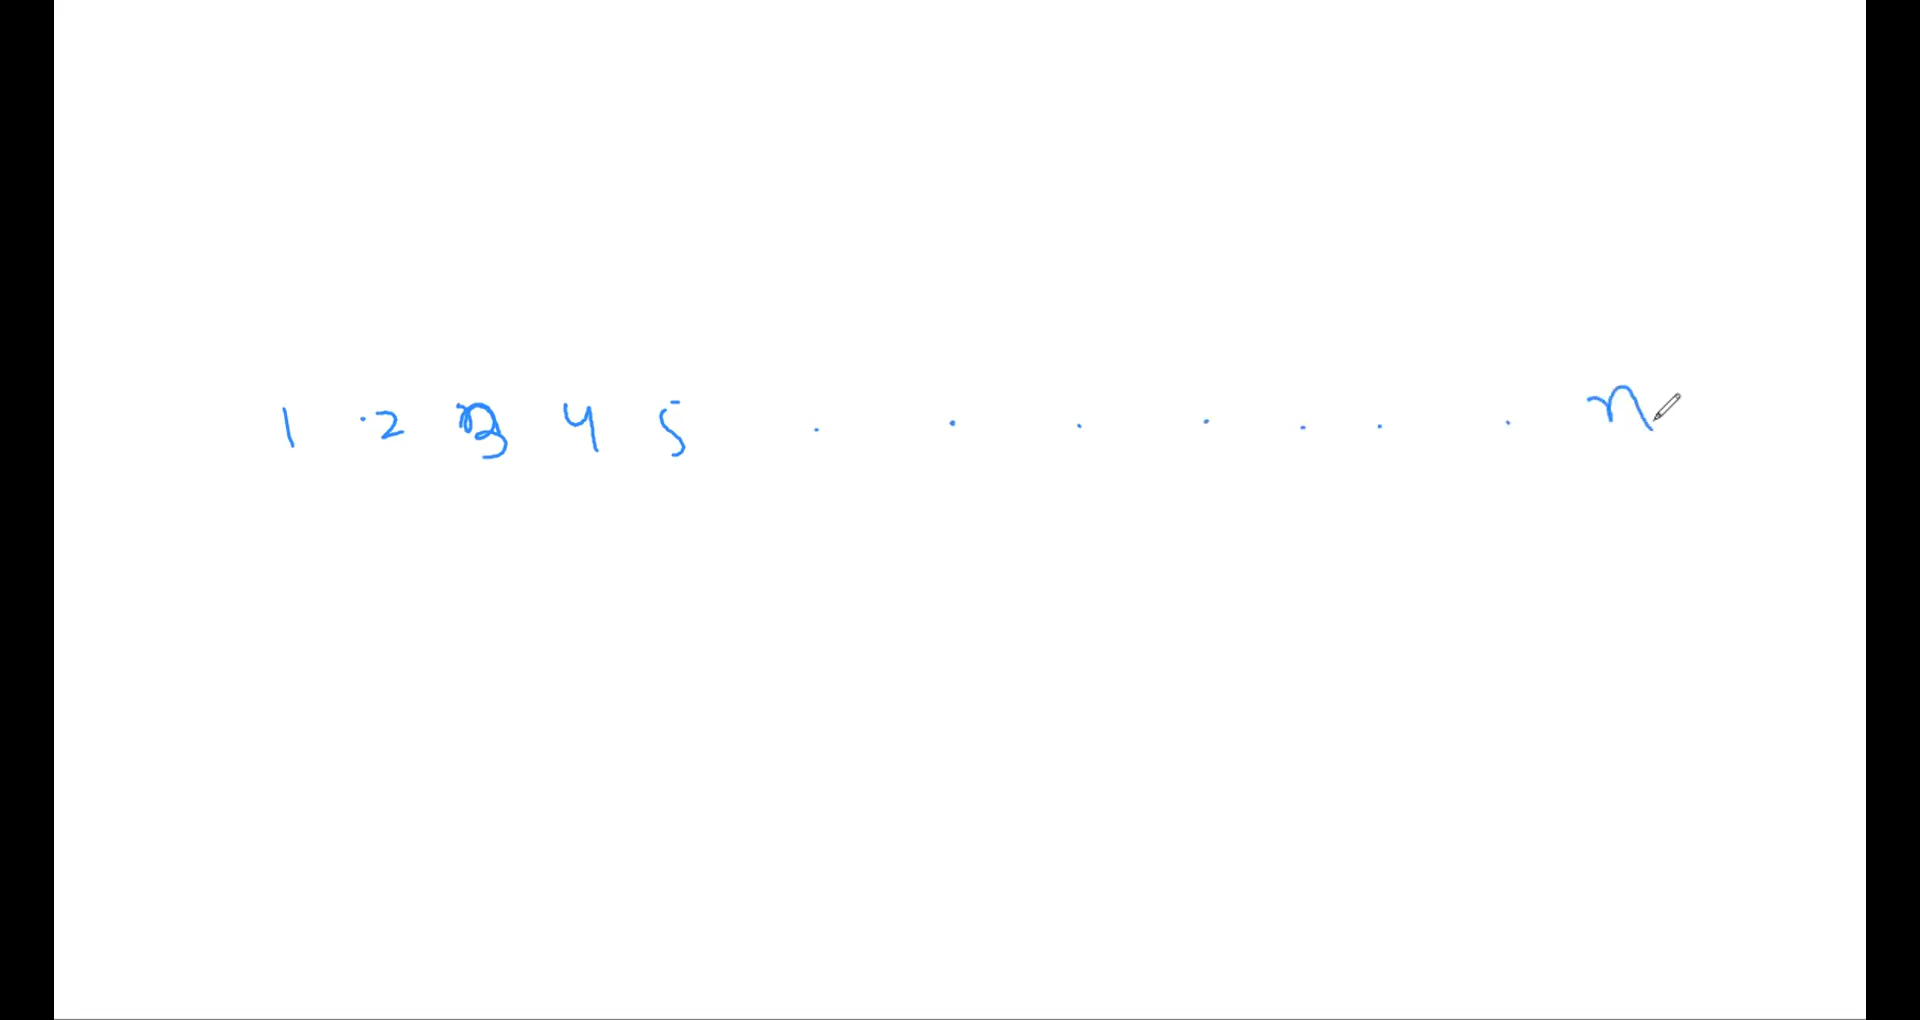 1 . 2 3 4 5 . . . . . . . n